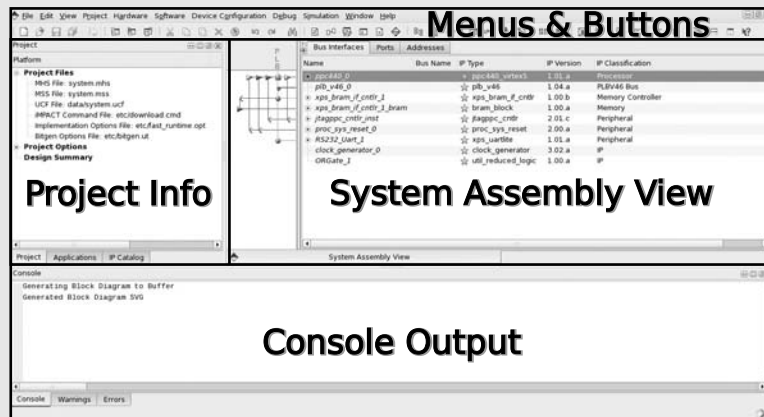 File Edit View Project Hardware Software Device Configuration Debug Simulation Window Help
Menus & Buttons
Project
Platform
Project Files
MHS File: system.mhs
MSS File: system.mss
UCF File: data/system.ucf
iMPACT Command File: etc/download.cmd
Implementation Options File: etc/fast_runtime.opt
Bitgen Options File: etc/bitgen.ut
Project Options
Design Summary
Project Info
Project Applications IP Catalog
P
L
B
Bus Interfaces Ports Addresses
Name Bus Name IP Type IP Version IP Classification
ppc440_0 ppc440_virtex5 1.01.a Processor
plb_v46_0 plb_v46 1.04.a PLBV46 Bus
xps_bram_if_cntlr_1 xps_bram_if_cntlr 1.00.b Memory Controller
xps_bram_if_cntlr_1_bram bram_block 1.00.a Memory
jtagppc_cntlr_inst jtagppc_cntlr 2.01.c Peripheral
proc_sys_reset_0 proc_sys_reset 2.00.a Peripheral
RS232_Uart_1 xps_uartlite 1.01.a Peripheral
clock_generator_0 clock_generator 3.02.a IP
ORGate_1 util_reduced_logic 1.00.a IP
System Assembly View
System Assembly View
Console
Generating Block Diagram to Buffer
Generated Block Diagram SVG
Console Output
Console Warnings Errors